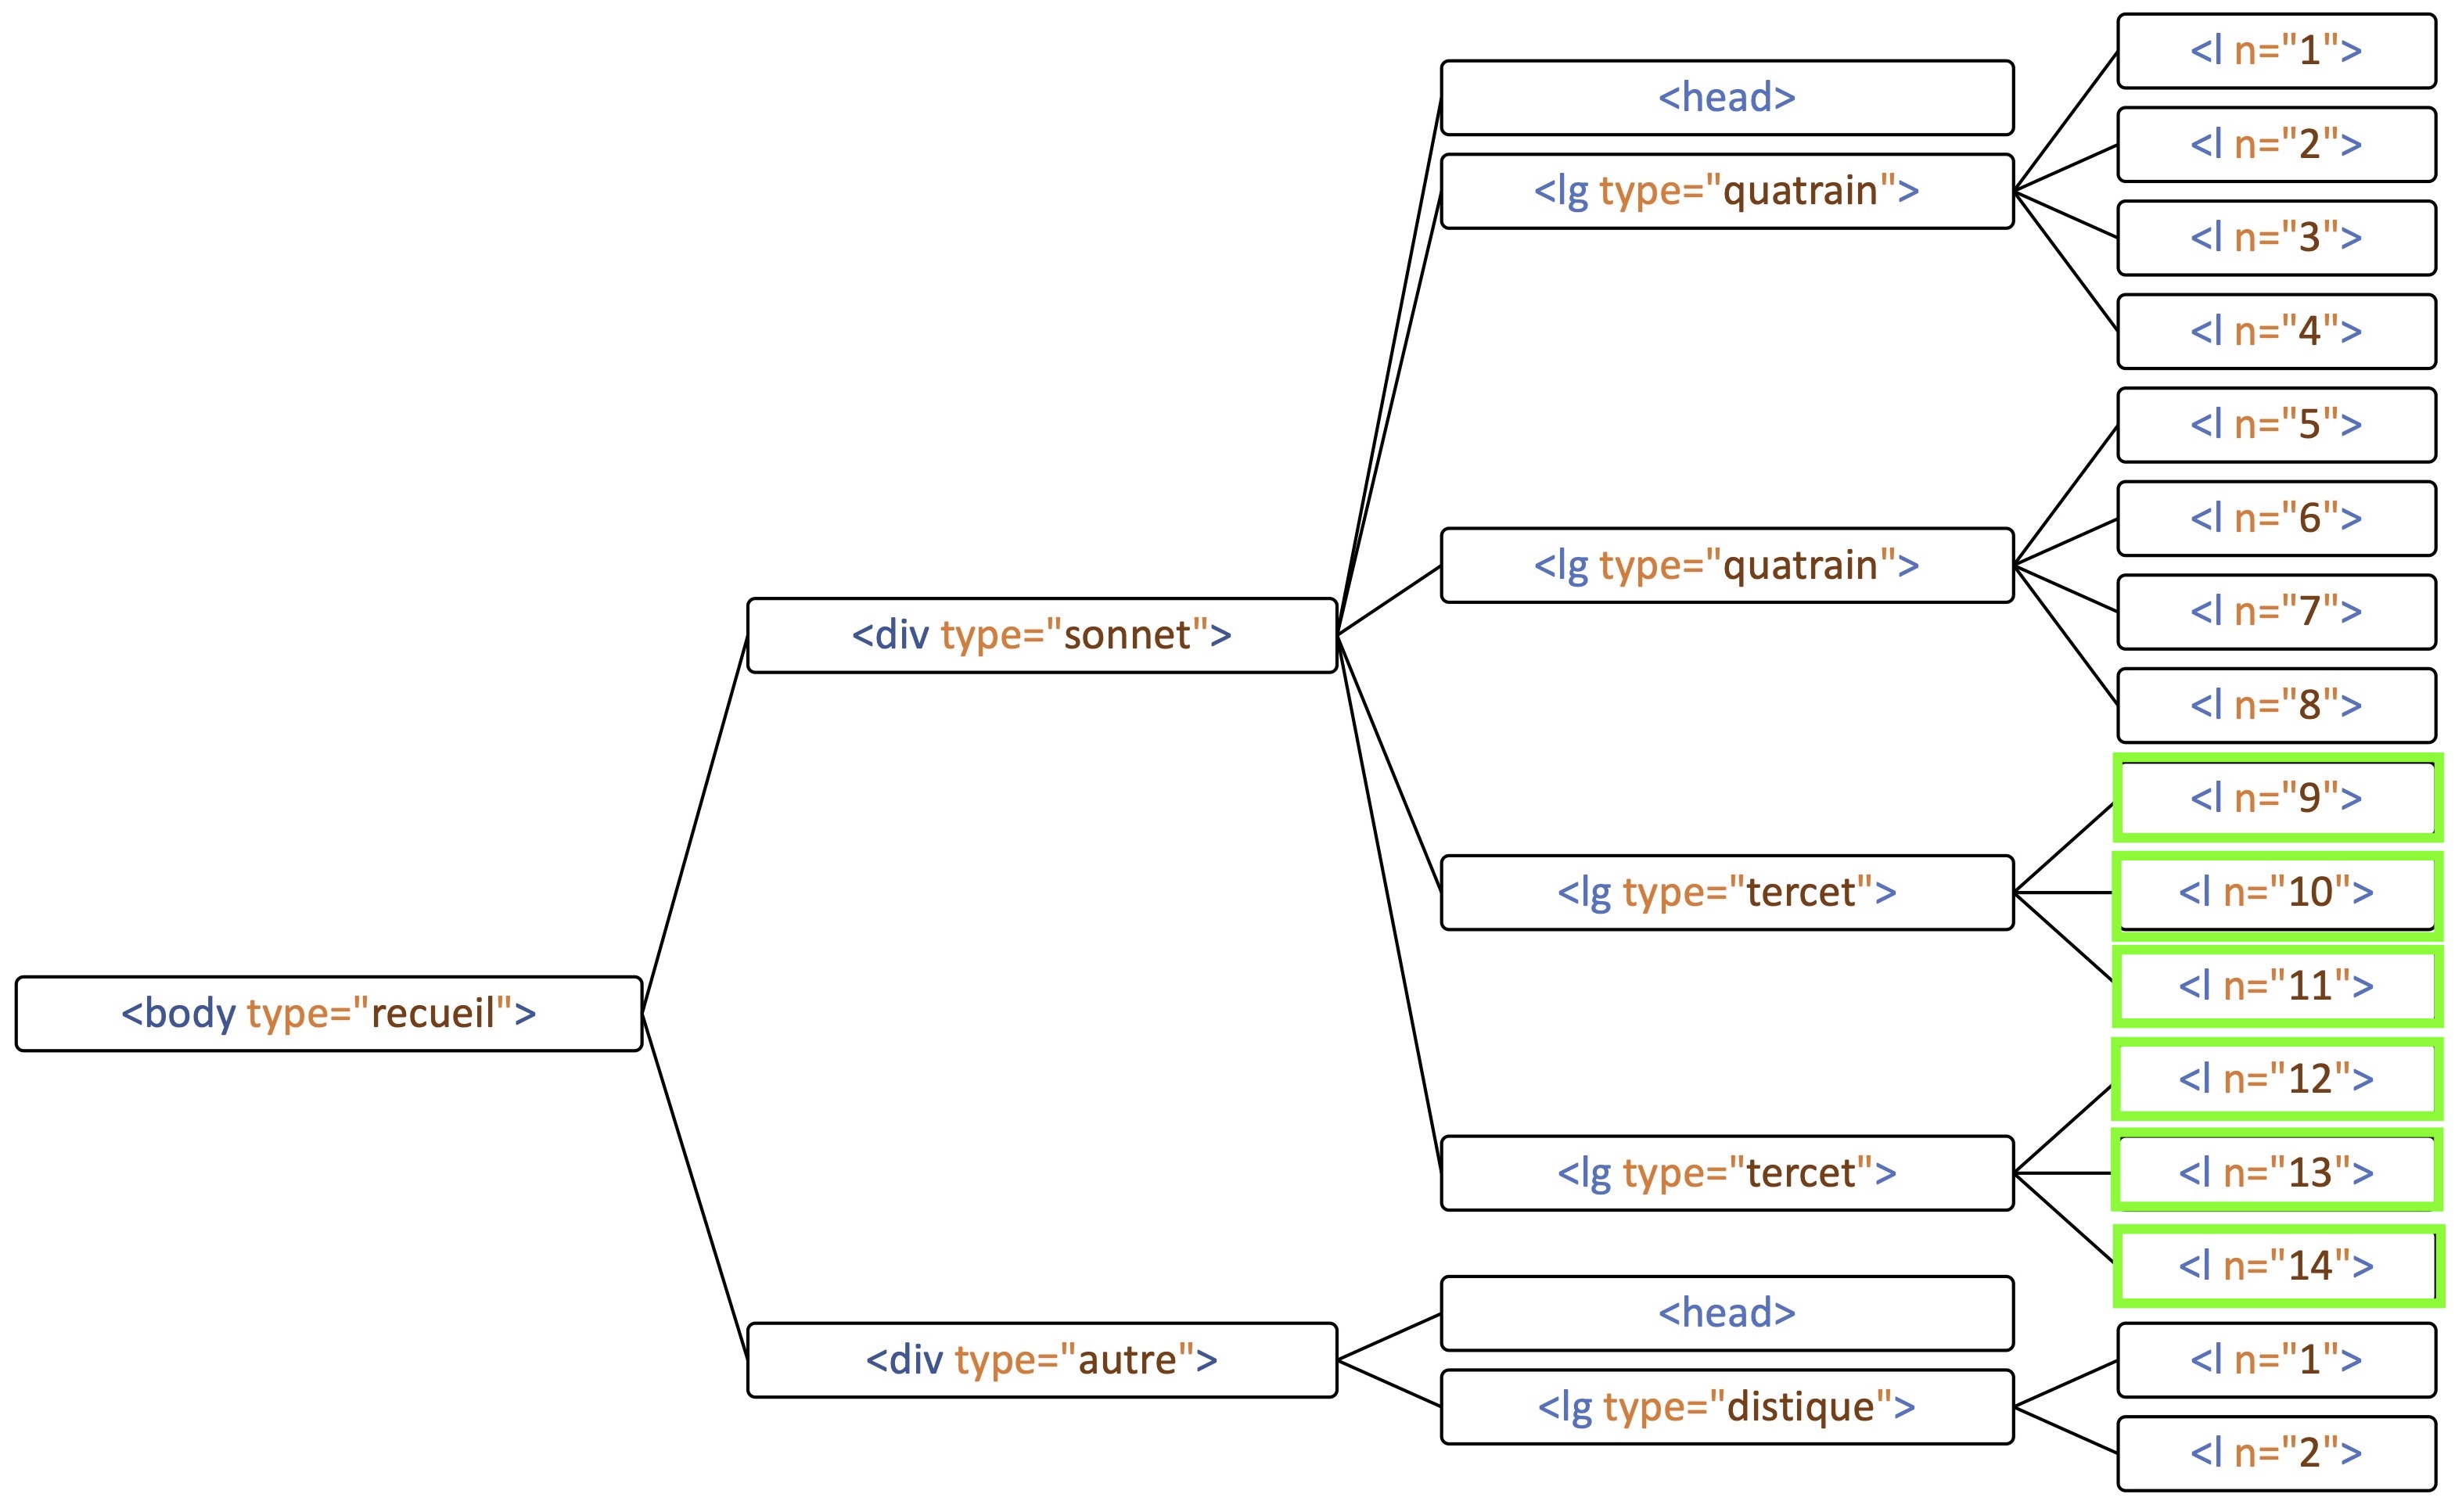 <body type="recueil">
<div type="sonnet">
<head>
<lg type="quatrain">
<l n="1">
<l n="2">
<l n="3">
<l n="4">
<lg type="quatrain">
<l n="5">
<l n="6">
<l n="7">
<l n="8">
<lg type="tercet">
<l n="9">
<l n="10">
<l n="11">
<lg type="tercet">
<l n="12">
<l n="13">
<l n="14">
<div type="autre">
<head>
<lg type="distique">
<l n="1">
<l n="2">